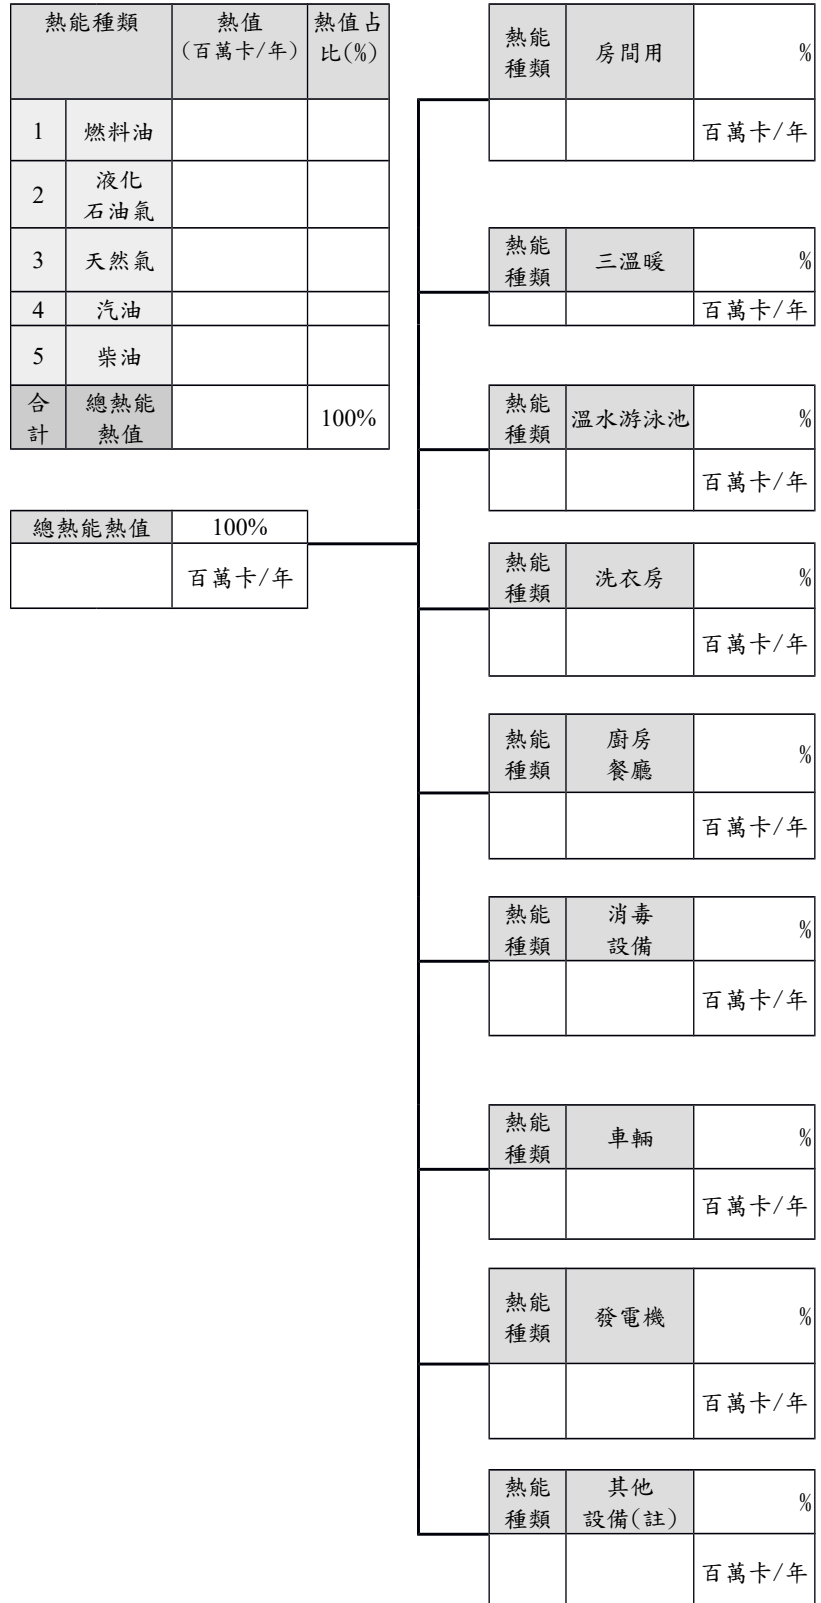 熱能種類 熱值 熱值占
(百萬卡/年) 比(%)
1 燃料油
2 液化
石油氣
3 天然氣
4 汽油
5 柴油
合 總熱能 100%
計 熱值
總熱能熱值 100%
百萬卡/年
熱能 房間用 %
種類
百萬卡/年
熱能 三溫暖 %
種類
百萬卡/年
熱能 溫水游泳池 %
種類
百萬卡/年
熱能 洗衣房 %
種類
百萬卡/年
熱能 廚房 %
種類 餐廳
百萬卡/年
熱能 消毒 %
種類 設備
百萬卡/年
熱能 車輛 %
種類
百萬卡/年
熱能 發電機 %
種類
百萬卡/年
熱能 其他 %
種類 設備(註)
百萬卡/年